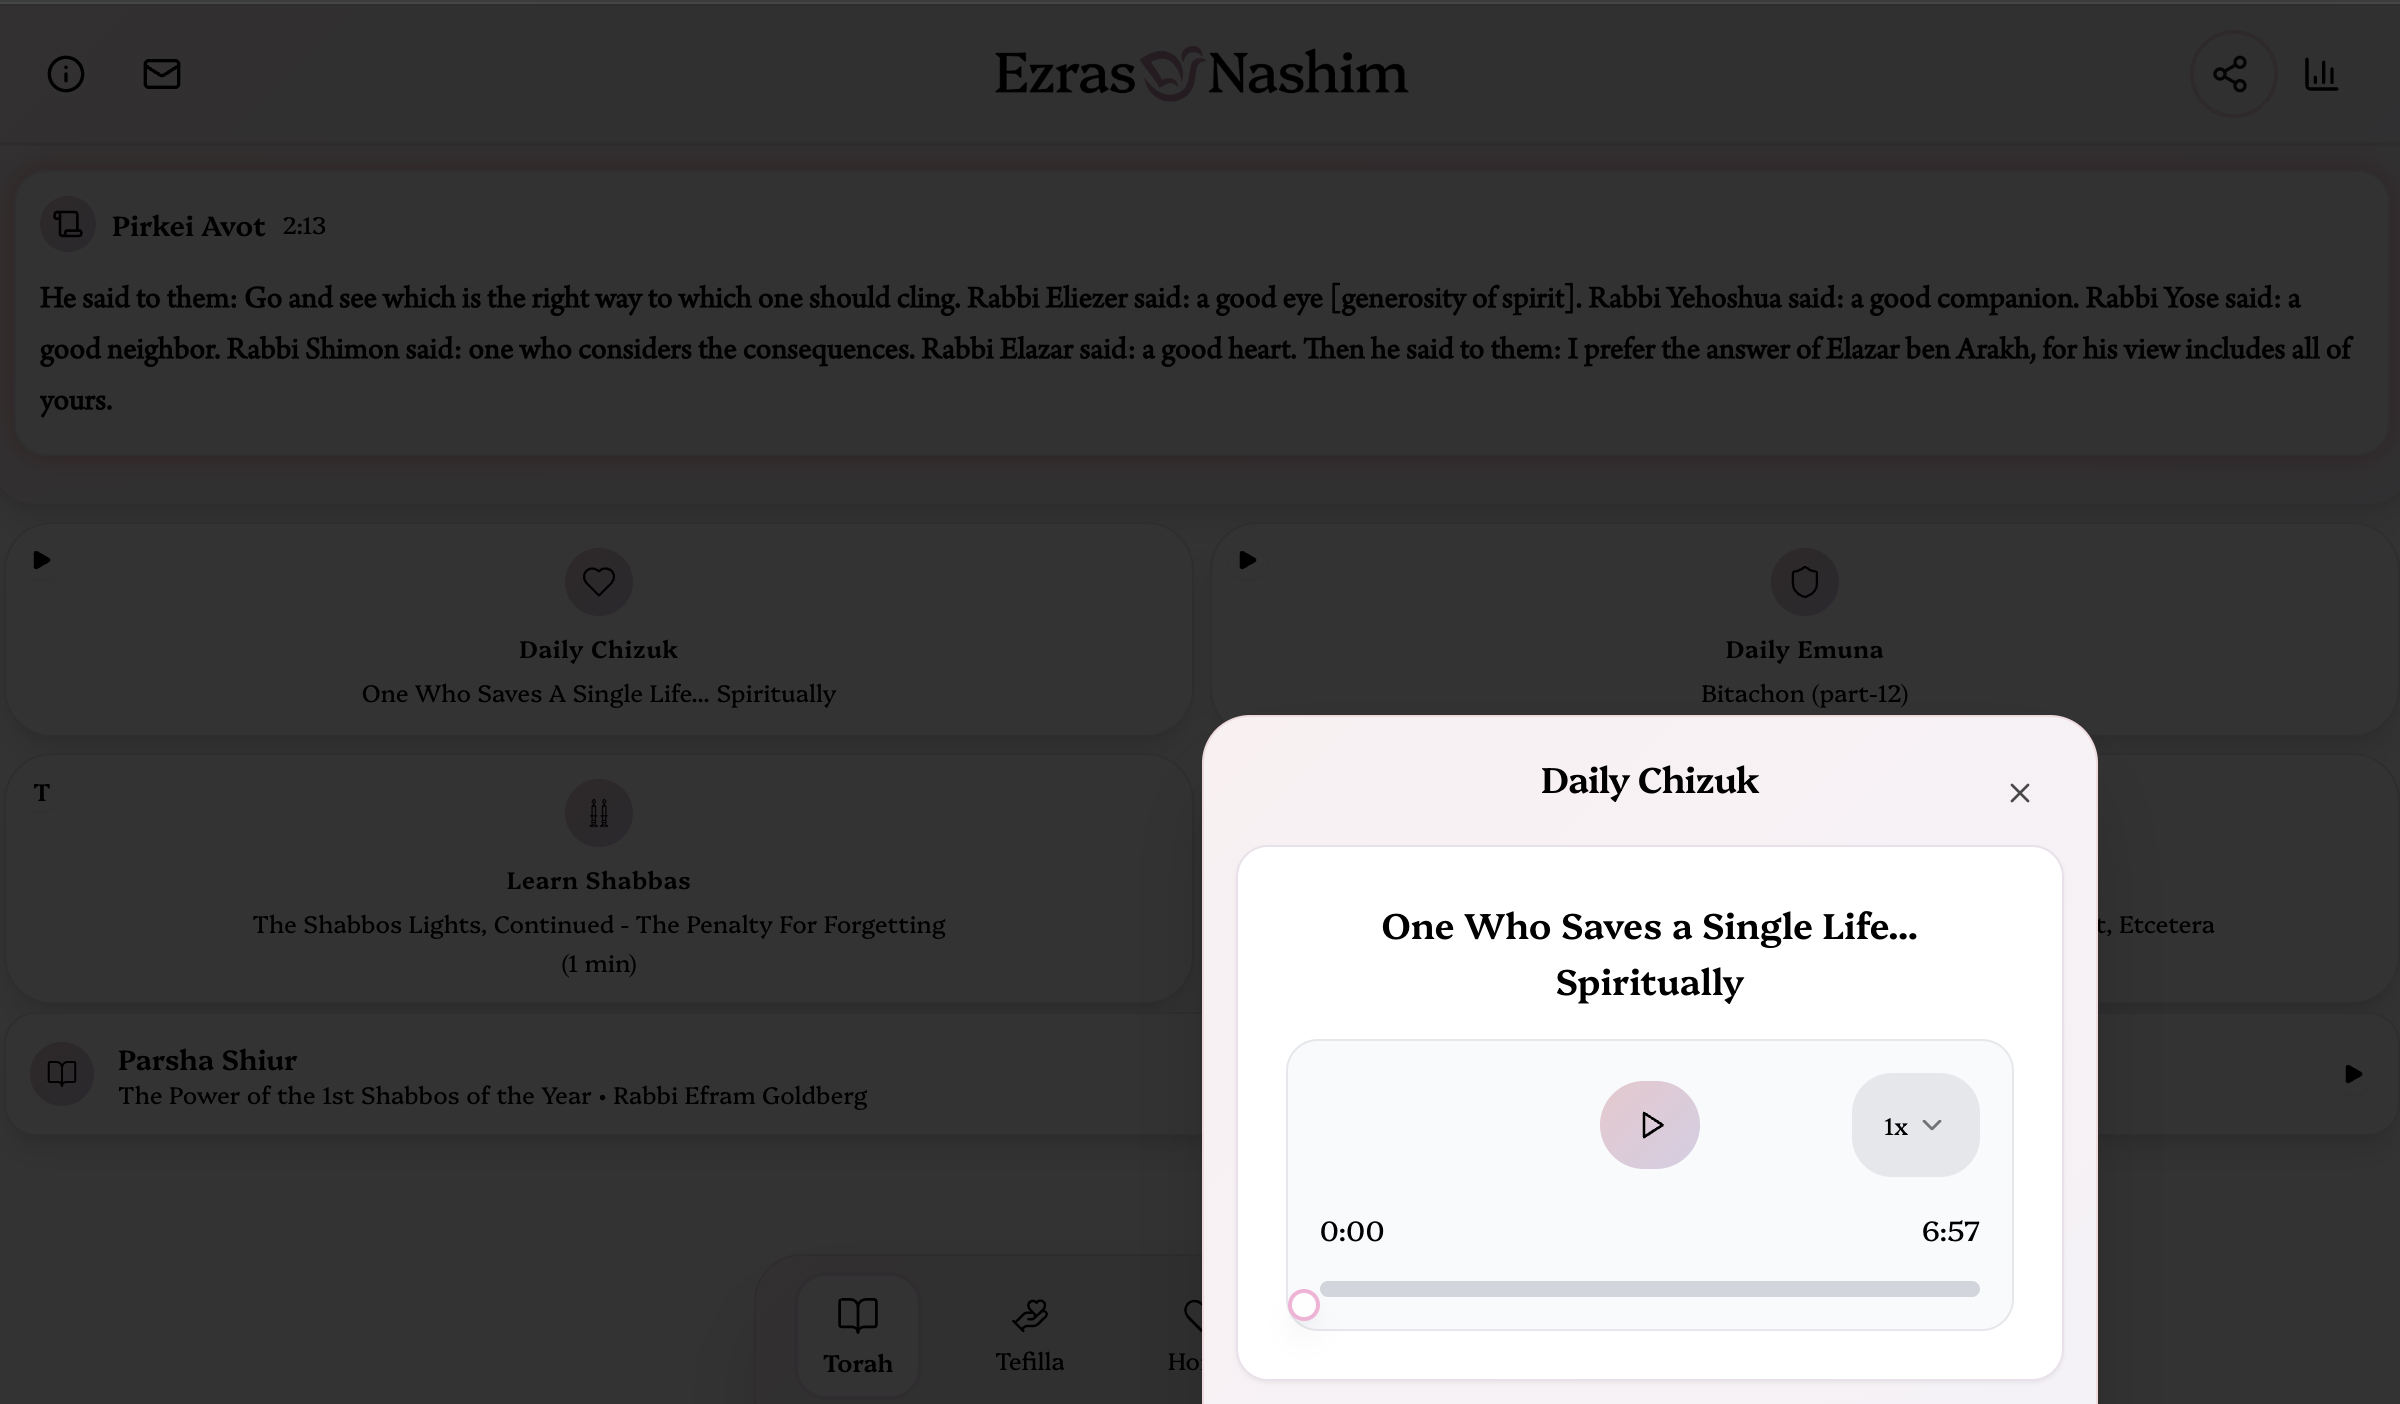 Ezras Nashim
Pirkei Avot 2:13
He said to them: Go and see which is the right way to which one should cling. Rabbi Eliezer said: a good eye [generosity of spirit]. Rabbi Yehoshua said: a good companion. Rabbi Yose said: a
good neighbor. Rabbi Shimon said: one who considers the consequences. Rabbi Elazar said: a good heart. Then he said to them: I prefer the answer of Elazar ben Arakh, for his view includes all of
yours.
Daily Chizuk
One Who Saves A Single Life... Spiritually
Daily Emuna
Bitachon (part-12)
T
Learn Shabbas
The Shabbos Lights, Continued - The Penalty For Forgetting
(1 min)
Etcetera
Parsha Shiur
The Power of the 1st Shabbos of the Year • Rabbi Efram Goldberg
Daily Chizuk
One Who Saves a Single Life...
Spiritually
1x
0:00 6:57
Torah
Tefilla